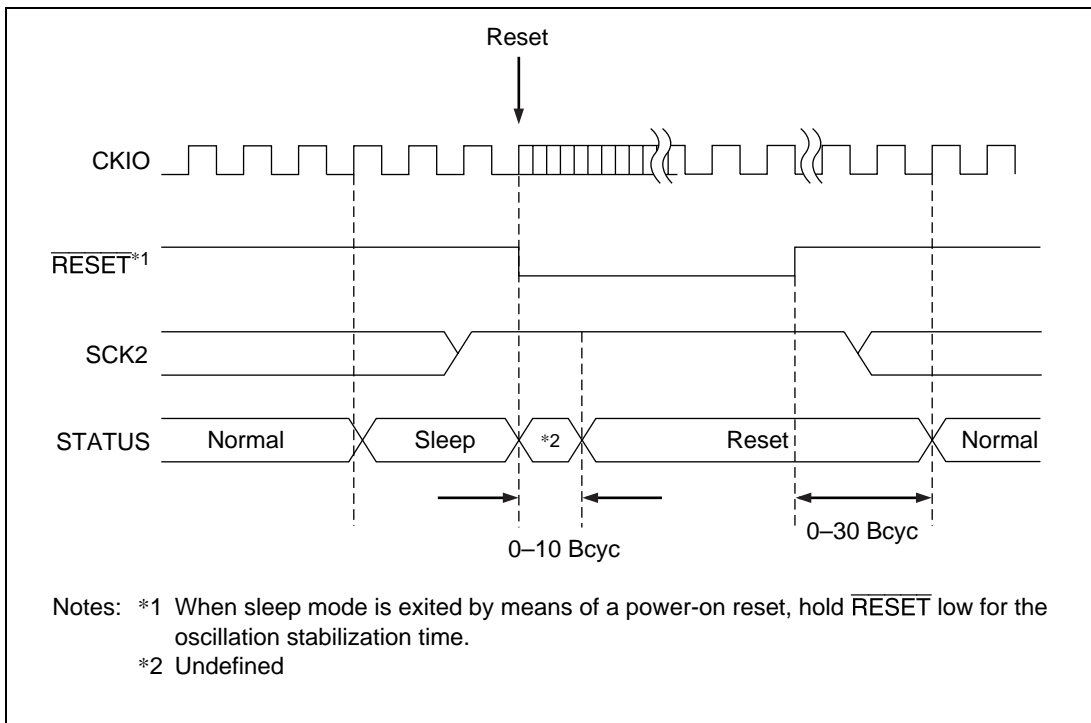 Reset
CKIO
RESET*1
SCK2
STATUS Normal Sleep *2 Reset Normal
0–10 Bcyc 0–30 Bcyc
Notes: *1 When sleep mode is exited by means of a power-on reset, hold RESET low for the
oscillation stabilization time.
*2 Undefined